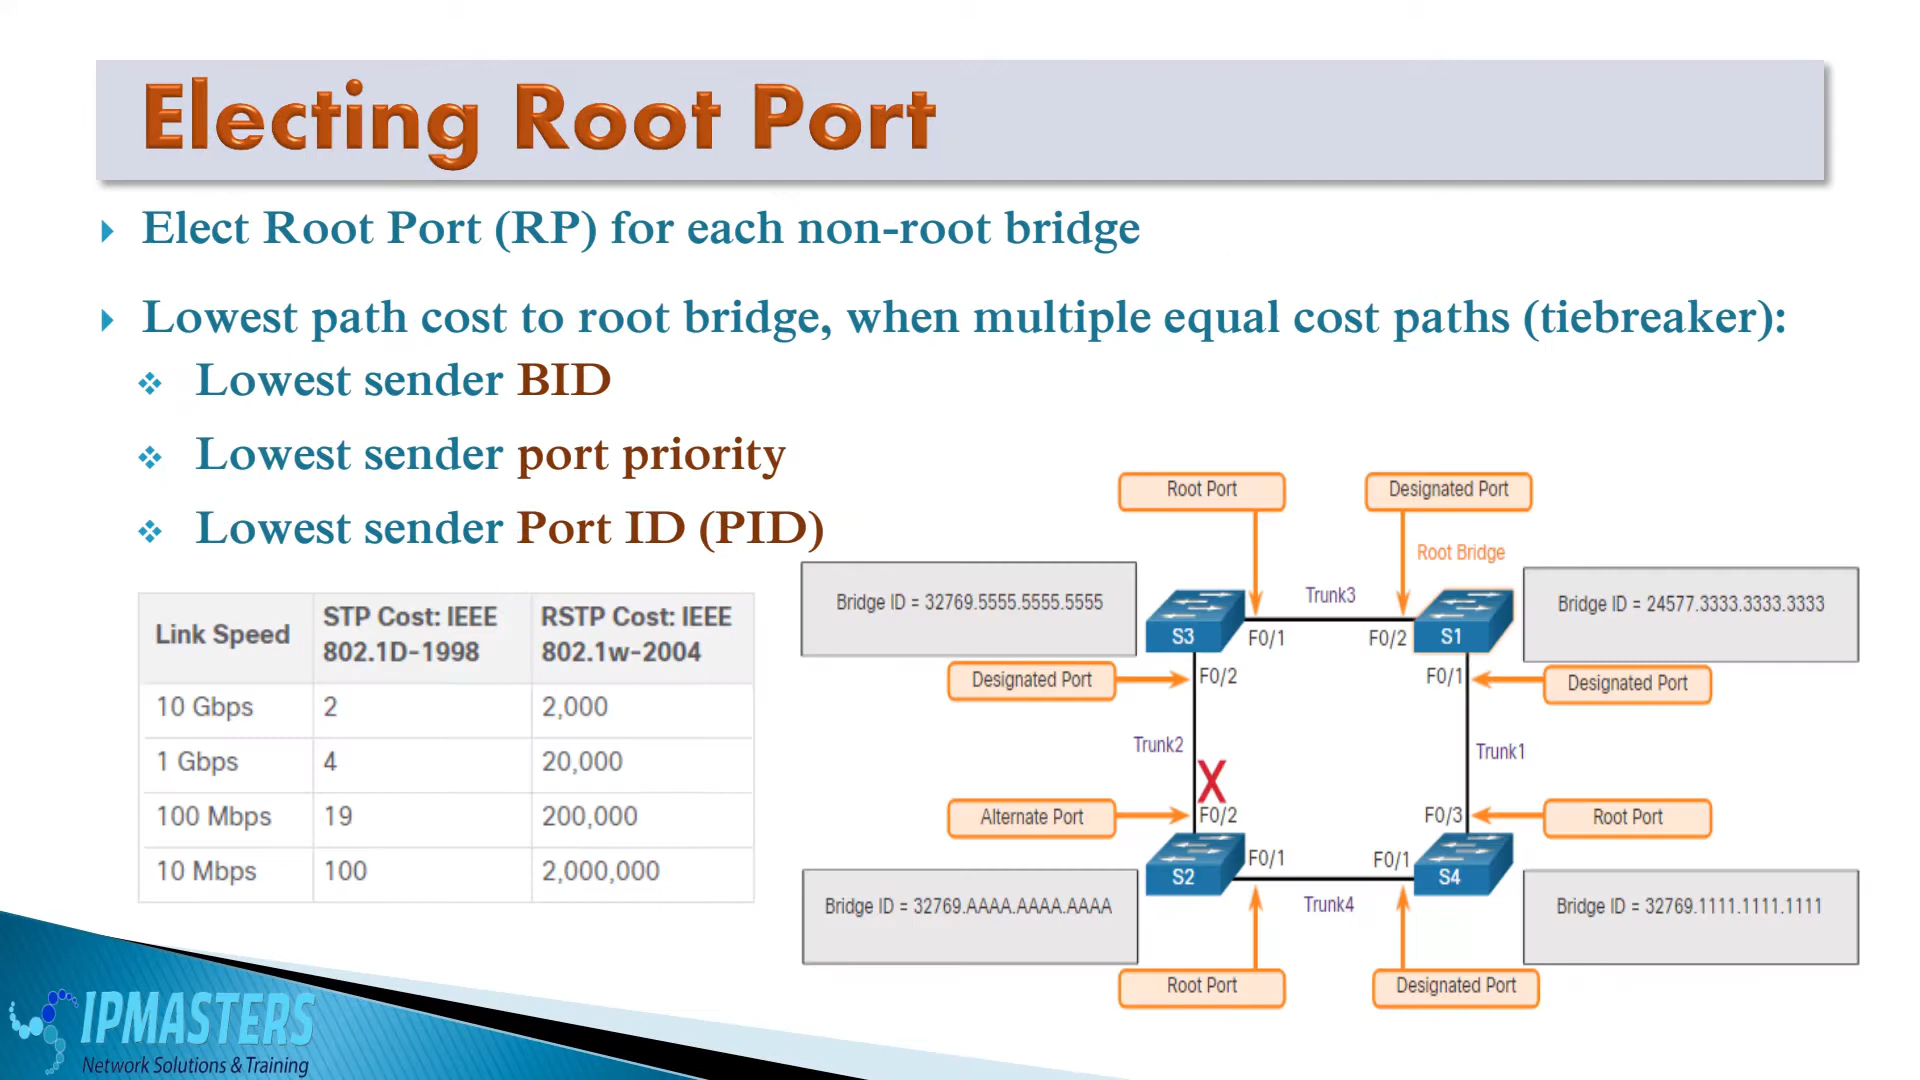 Electing Root Port
Elect Root Port (RP) for each non-root bridge
Lowest path cost to root bridge, when multiple equal cost paths (tiebreaker):
Lowest sender BID
Lowest sender port priority
Lowest sender Port ID (PID)
Link Speed
STP Cost: IEEE
802.1D-1998
RSTP Cost: IEEE
802.1w-2004
10 Gbps 2 2,000
1 Gbps 4 20,000
100 Mbps 19 200,000
10 Mbps 100 2,000,000
Root Port
Designated Port
Root Bridge
Bridge ID = 32769.5555.5555.5555
Trunk3
Bridge ID = 24577.3333.3333.3333
S3
F0/1
F0/2
S1
Designated Port
F0/2
F0/1
Designated Port
Trunk2
Trunk1
X
Alternate Port
F0/2
F0/3
Root Port
S2
F0/1
F0/1
S4
Bridge ID = 32769.AAAA.AAAA.AAAA
Trunk4
Bridge ID = 32769.1111.1111.1111
Root Port
Designated Port
IPMASTERS
Network Solutions & Training